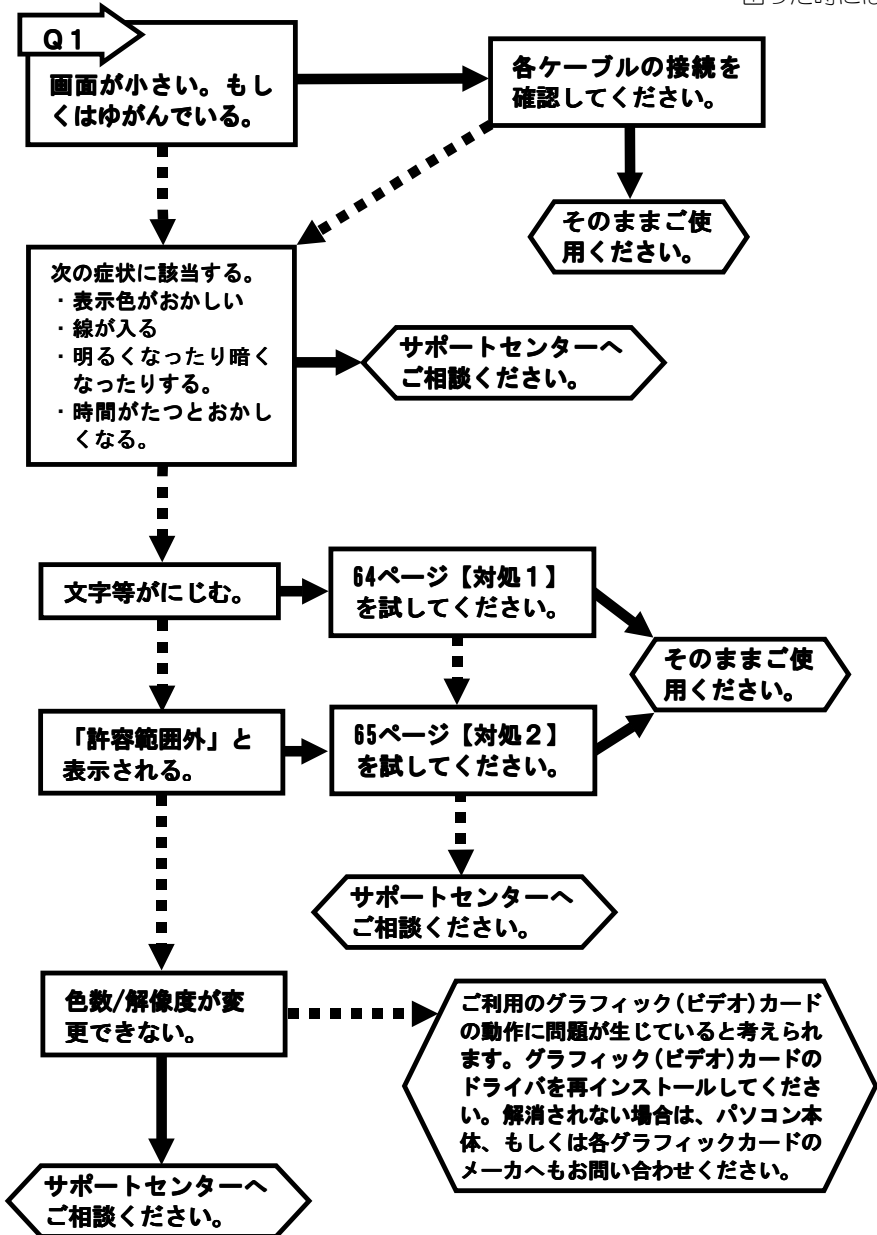 Q1
画面が小さい。もし
くはゆがんでいる。
各ケーブルの接続を
確認してください。
そのままご使
用ください。
次の症状に該当する。
・表示色がおかしい
・線が入る
・明るくなったり暗く
なったりする。
・時間がたつとおかし
くなる。
サポートセンターへ
ご相談ください。
文字等がにじむ。
64ページ【対処１】
を試してください。
そのままご使
用ください。
「許容範囲外」と
表示される。
65ページ【対処２】
を試してください。
サポートセンターへ
ご相談ください。
色数/解像度が変
更できない。
ご利用のグラフィック(ビデオ)カード
の動作に問題が生じていると考えられ
ます。グラフィック(ビデオ)カードの
ドライバを再インストールしてくださ
い。解消されない場合は、パソコン本
体、もしくは各グラフィックカードの
メーカへもお問い合わせください。
サポートセンターへ
ご相談ください。